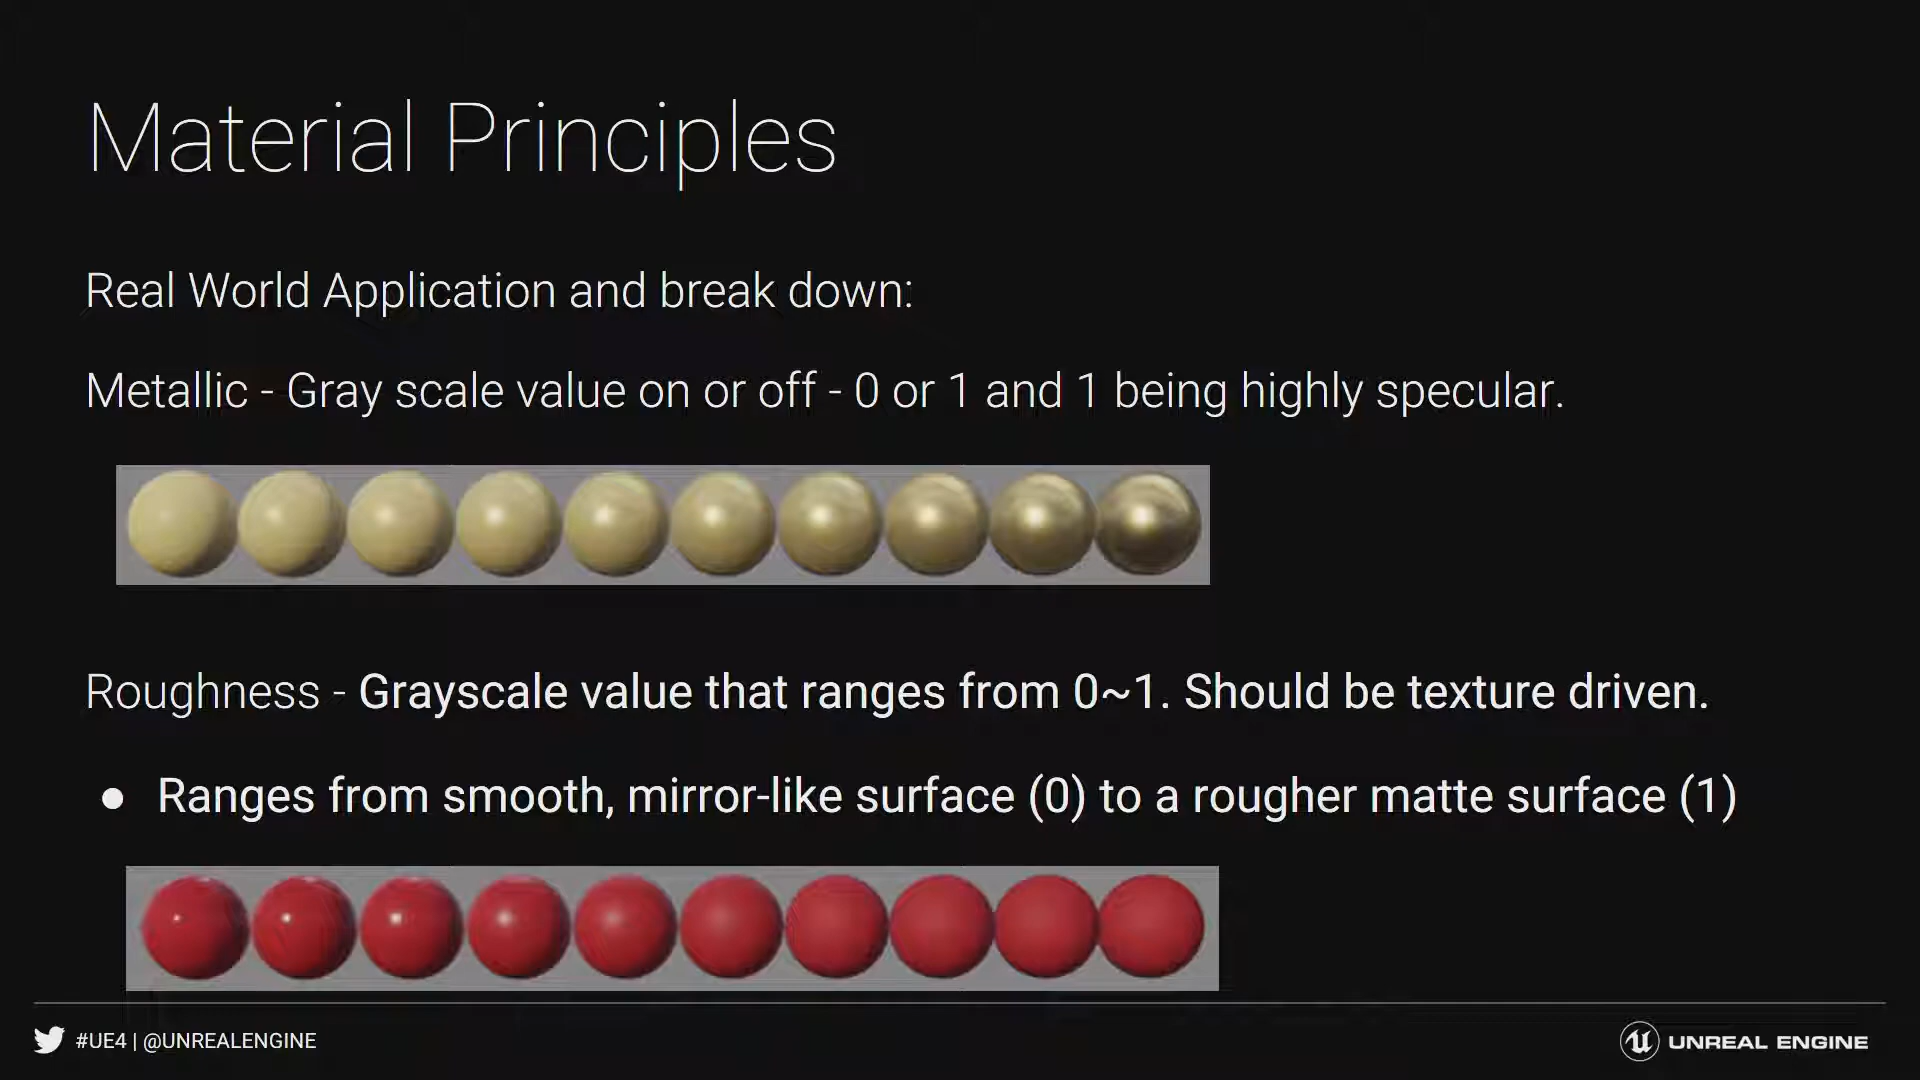 Material Principles
Real World Application and break down:
Metallic - Gray scale value on or off - 0 or 1 and 1 being highly specular.
Roughness - Grayscale value that ranges from 0~1. Should be texture driven.
● Ranges from smooth, mirror-like surface (0) to a rougher matte surface (1)
#UE4 | @UNREALENGINE
UNREAL ENGINE